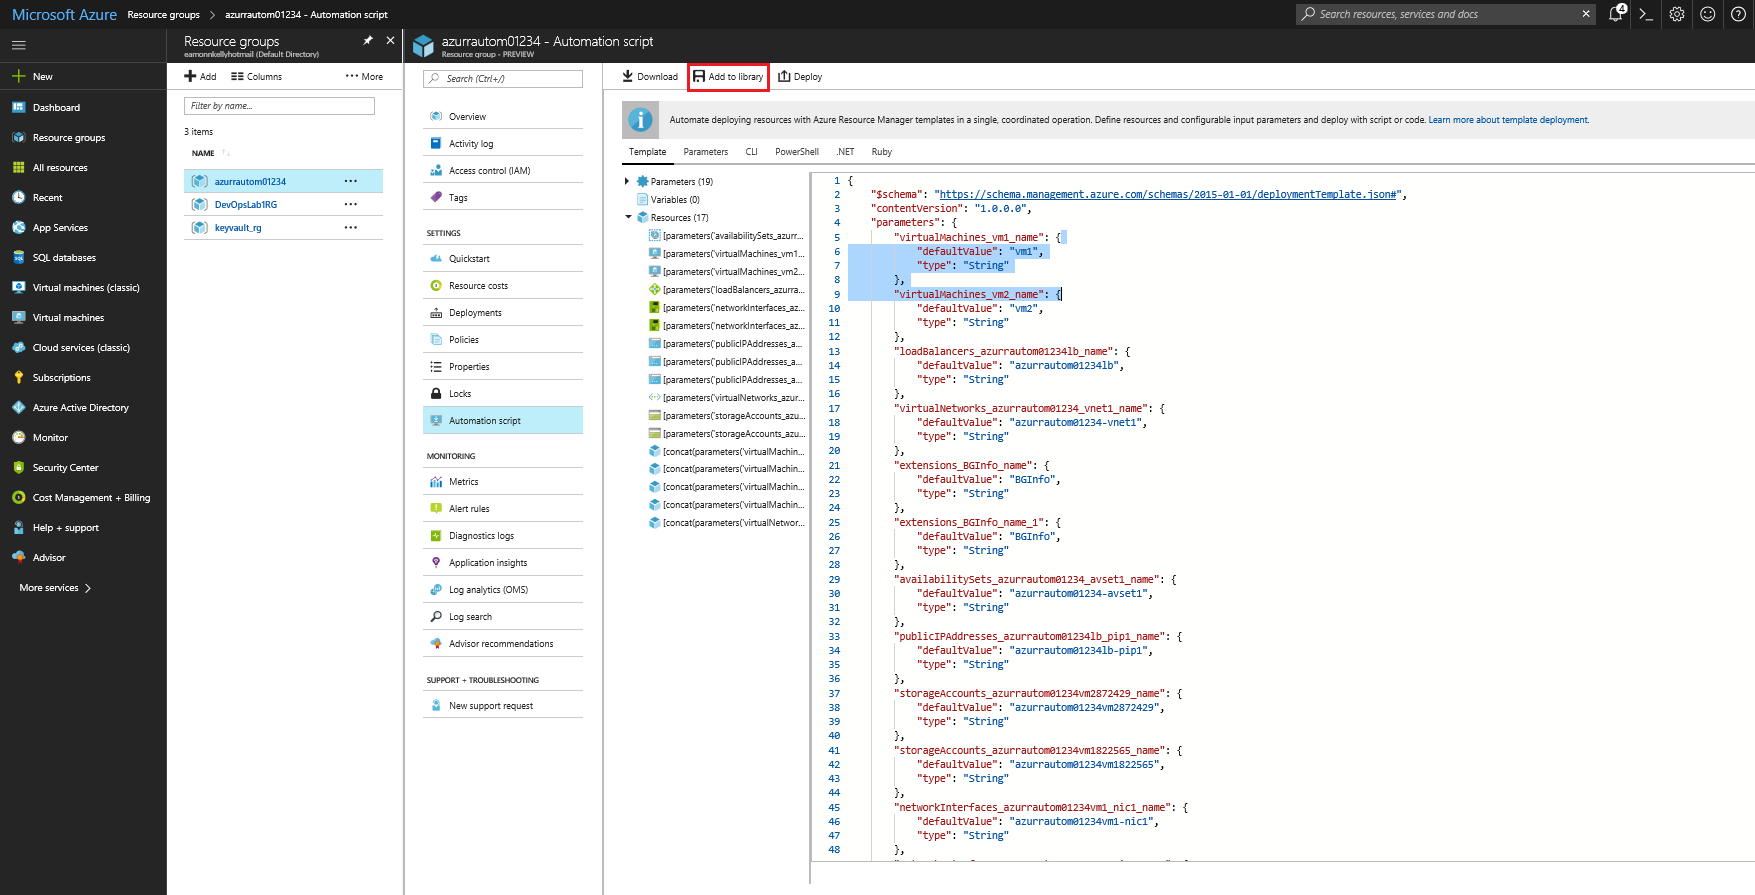 Microsoft Azure Resource groups > azurrautom01234 - Automation script
Search resources, services and docs
4
New
Dashboard
Resource groups
All resources
Recent
App Services
SQL databases
Virtual machines (classic)
Virtual machines
Cloud services (classic)
Subscriptions
Azure Active Directory
Monitor
Security Center
Cost Management + Billing
Help + support
Advisor
More services >
Resource groups
eamonnkellyhotmail (Default Directory)
Add Columns More
Filter by name...
3 items
NAME
azurrautom01234
DevOpsLab1RG
keyvault_rg
azurrautom01234 - Automation script
Resource group - PREVIEW
Search (Ctrl+/)
Overview
Activity log
Access control (IAM)
Tags
SETTINGS
Quickstart
Resource costs
Deployments
Policies
Properties
Locks
Automation script
MONITORING
Metrics
Alert rules
Diagnostics logs
Application insights
Log analytics (OMS)
Log search
Advisor recommendations
SUPPORT + TROUBLESHOOTING
New support request
Download Add to library Deploy
Automate deploying resources with Azure Resource Manager templates in a single, coordinated operation. Define resources and configurable input parameters and deploy with script or code. Learn more about template deployment.
Template Parameters CLI PowerShell .NET Ruby
Parameters (19)
Variables (0)
Resources (17)
[parameters('availabilitySets_azurr...
[parameters('virtualMachines_vm1...
[parameters('virtualMachines_vm2...
[parameters('loadBalancers_azurra...
[parameters('networkInterfaces_az...
[parameters('networkInterfaces_az...
[parameters('publicIPAddresses_a...
[parameters('publicIPAddresses_a...
[parameters('publicIPAddresses_a...
[parameters('virtualNetworks_azur...
[parameters('storageAccounts_azu...
[parameters('storageAccounts_azu...
[concat(parameters('virtualMachin...
[concat(parameters('virtualMachin...
[concat(parameters('virtualMachin...
[concat(parameters('virtualMachin...
[concat(parameters('virtualNetwor...
1 {
2 "$schema": "https://schema.management.azure.com/schemas/2015-01-01/deploymentTemplate.json#",
3 "contentVersion": "1.0.0.0",
4 "parameters": {
5 "virtualMachines_vm1_name": {
6 "defaultValue": "vm1",
7 "type": "String"
8 },
9 "virtualMachines_vm2_name": {
10 "defaultValue": "vm2",
11 "type": "String"
12 },
13 "loadBalancers_azurrautom01234lb_name": {
14 "defaultValue": "azurrautom01234lb",
15 "type": "String"
16 },
17 "virtualNetworks_azurrautom01234_vnet1_name": {
18 "defaultValue": "azurrautom01234-vnet1",
19 "type": "String"
20 },
21 "extensions_BGInfo_name": {
22 "defaultValue": "BGInfo",
23 "type": "String"
24 },
25 "extensions_BGInfo_name_1": {
26 "defaultValue": "BGInfo",
27 "type": "String"
28 },
29 "availabilitySets_azurrautom01234_avset1_name": {
30 "defaultValue": "azurrautom01234-avset1",
31 "type": "String"
32 },
33 "publicIPAddresses_azurrautom01234lb_pip1_name": {
34 "defaultValue": "azurrautom01234lb-pip1",
35 "type": "String"
36 },
37 "storageAccounts_azurrautom01234vm2872429_name": {
38 "defaultValue": "azurrautom01234vm2872429",
39 "type": "String"
40 },
41 "storageAccounts_azurrautom01234vm1822565_name": {
42 "defaultValue": "azurrautom01234vm1822565",
43 "type": "String"
44 },
45 "networkInterfaces_azurrautom01234vm1_nic1_name": {
46 "defaultValue": "azurrautom01234vm1-nic1",
47 "type": "String"
48 },